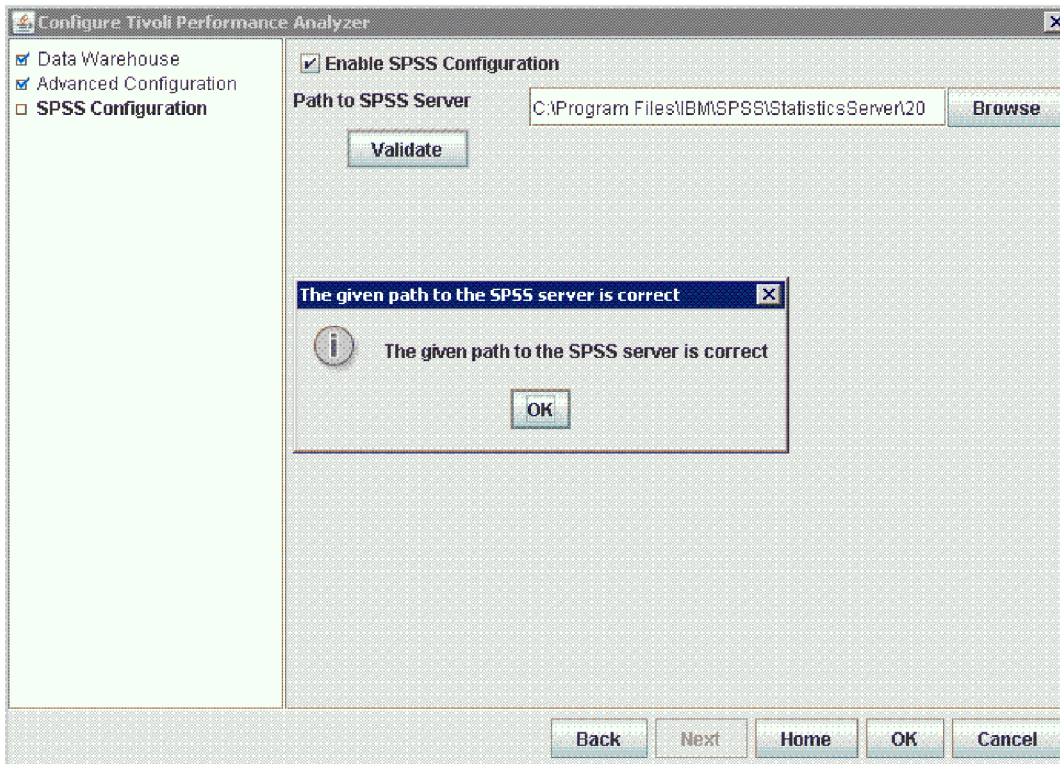 Configure Tivoli Performance Analyzer
Data Warehouse
Advanced Configuration
SPSS Configuration
Enable SPSS Configuration
Path to SPSS Server
C:\Program Files\IBM\SPSS\StatisticsServer\20
Browse
Validate
The given path to the SPSS server is correct
The given path to the SPSS server is correct
OK
Back Next Home OK Cancel